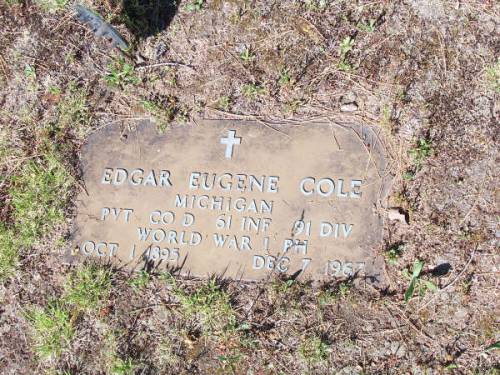 EDGAR EUGENE COLE
MICHIGAN
PVT CO D 61 INF 91 DIV
WORLD WAR I PH
OCT 1 1895 DEC 7 1967